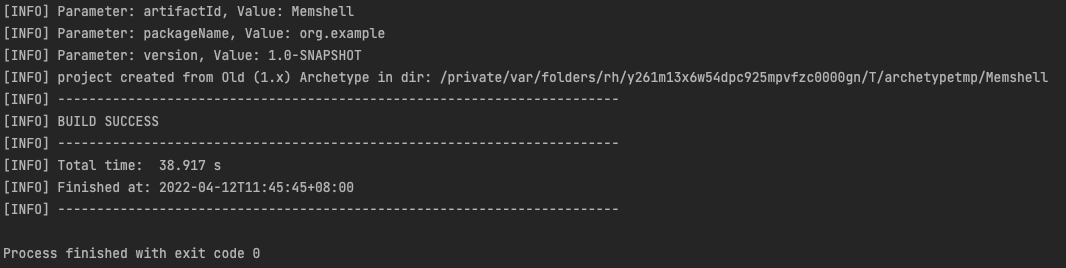 [INFO] Parameter: artifactId, Value: Memshell
[INFO] Parameter: packageName, Value: org.example
[INFO] Parameter: version, Value: 1.0-SNAPSHOT
[INFO] project created from Old (1.x) Archetype in dir: /private/var/folders/rh/y261m13x6w54dpc925mpvfzc0000gn/T/archetypetmp/Memshell
[INFO] ------------------------------------------------------------------------
[INFO] BUILD SUCCESS
[INFO] ------------------------------------------------------------------------
[INFO] Total time:  38.917 s
[INFO] Finished at: 2022-04-12T11:45:45+08:00
[INFO] ------------------------------------------------------------------------
Process finished with exit code 0